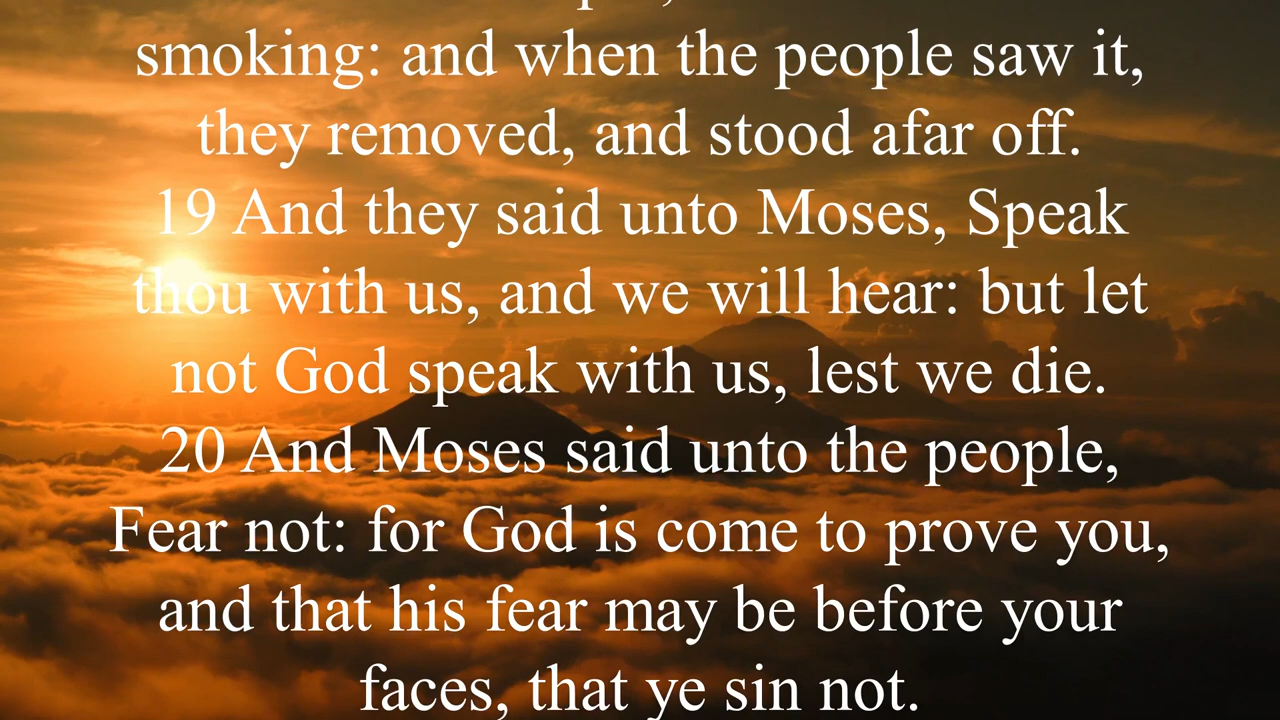 smoking: and when the people saw it,
they removed, and stood afar off.
19 And they said unto Moses, Speak
thou with us, and we will hear: but let
not God speak with us, lest we die.
20 And Moses said unto the people,
Fear not: for God is come to prove you,
and that his fear may be before your
faces, that ye sin not.